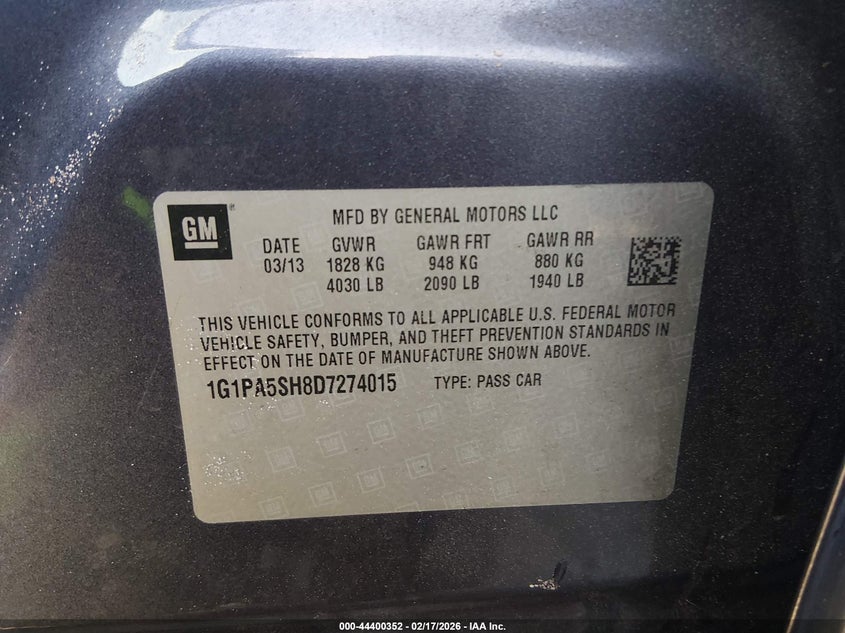 GM ®
MFD BY GENERAL MOTORS LLC
DATE GVWR GAWR FRT GAWR RR
03/13 1828 KG 948 KG 880 KG
4030 LB 2090 LB 1940 LB
THIS VEHICLE CONFORMS TO ALL APPLICABLE U.S. FEDERAL MOTOR
VEHICLE SAFETY, BUMPER, AND THEFT PREVENTION STANDARDS IN
EFFECT ON THE DATE OF MANUFACTURE SHOWN ABOVE.
1G1PA5SH8D7274015 TYPE: PASS CAR
000-44400352 - 02/17/2026 - IAA Inc.